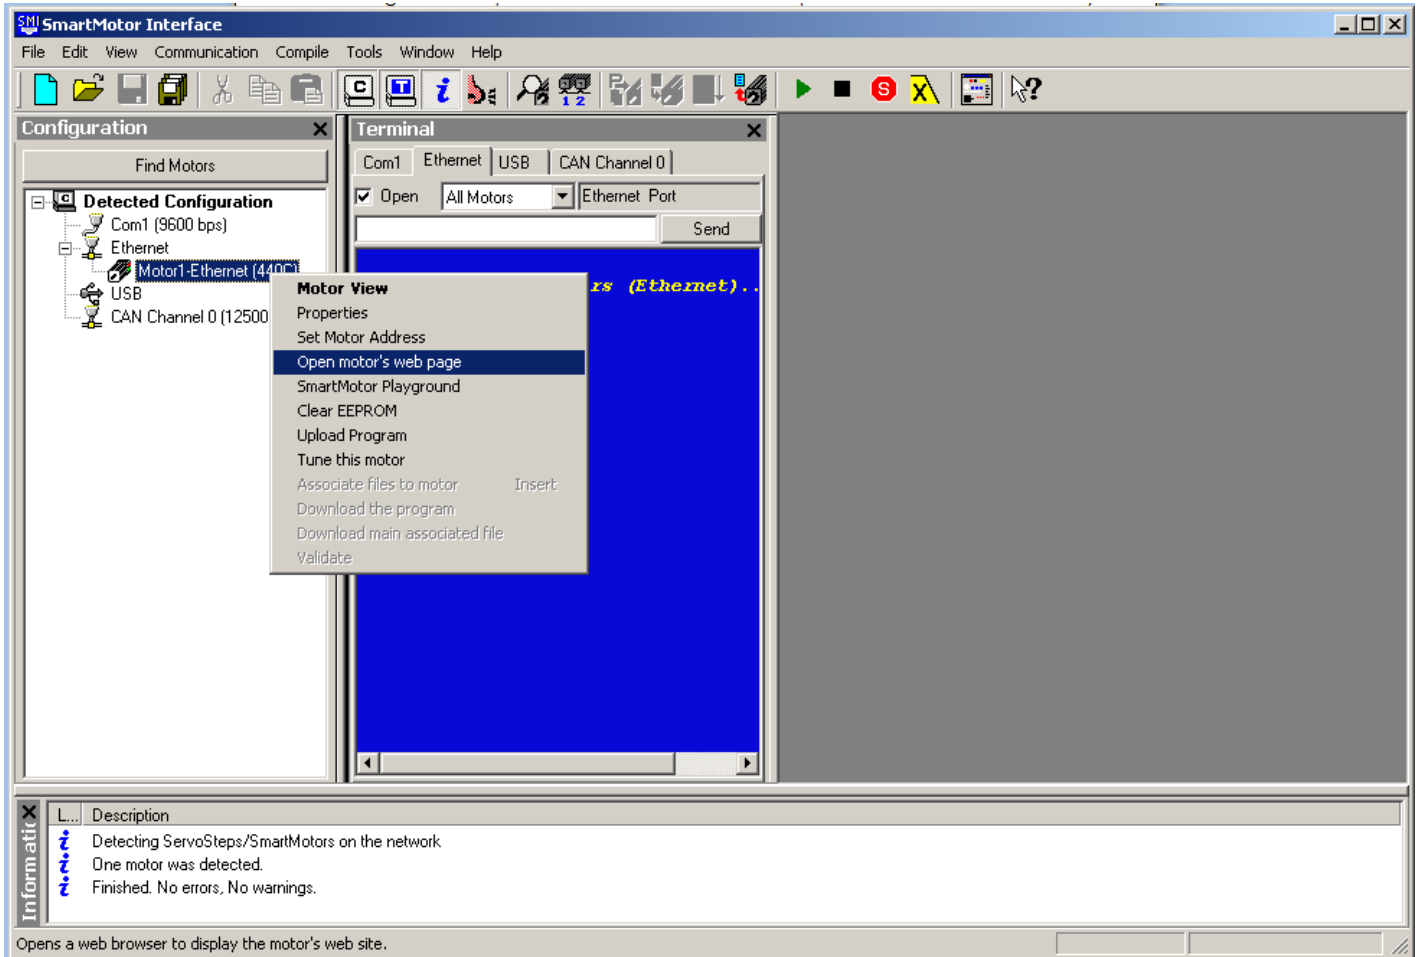 SMI SmartMotor Interface
File Edit View Communication Compile Tools Window Help
C T i 1 2 S X ?
Configuration
Find Motors
Detected Configuration
Com1 (9600 bps)
Ethernet
Motor1-Ethernet (440C)
USB
CAN Channel 0 (12500
Terminal
Com1 Ethernet USB CAN Channel 0
Open All Motors Ethernet Port
Send
rs (Ethernet)..
Motor View
Properties
Set Motor Address
Open motor's web page
SmartMotor Playground
Clear EEPROM
Upload Program
Tune this motor
Associate files to motor Insert
Download the program
Download main associated file
Validate
Informatic
L... Description
Detecting ServoSteps/SmartMotors on the network
One motor was detected.
Finished. No errors, No warnings.
Opens a web browser to display the motor's web site.